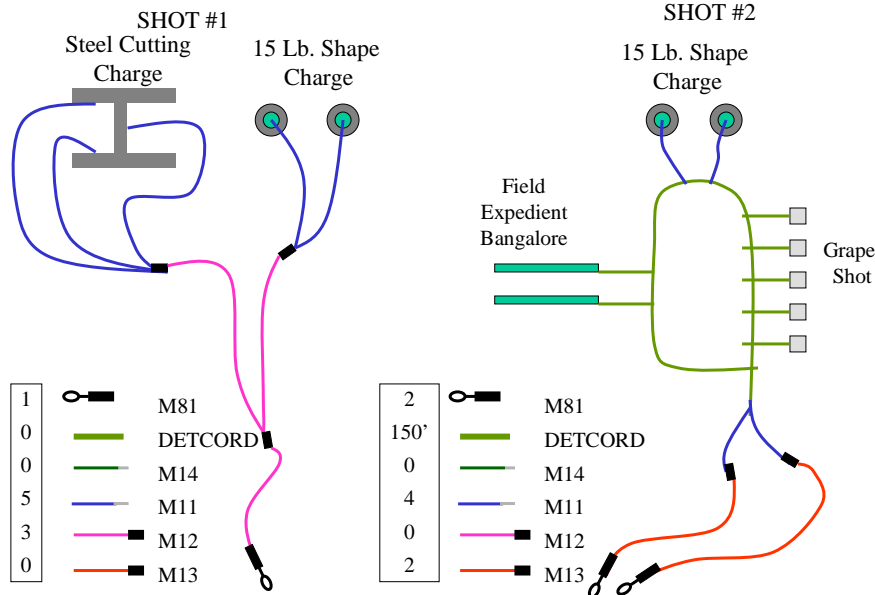 SHOT #1
Steel Cutting
Charge
15 Lb. Shape
Charge
1 M81
0 DETCORD
0 M14
5 M11
3 M12
0 M13
SHOT #2
15 Lb. Shape
Charge
Field
Expedient
Bangalore
Grape
Shot
2 M81
150’ DETCORD
0 M14
4 M11
0 M12
2 M13